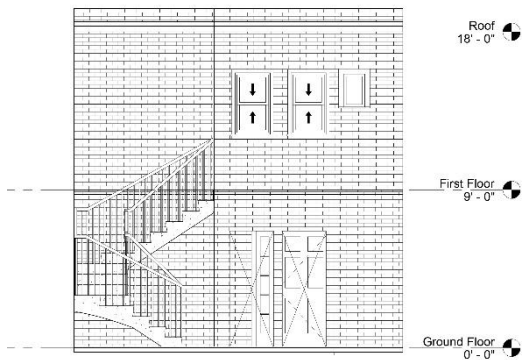 Roof
18' - 0"
First Floor
9' - 0"
Ground Floor
0' - 0"